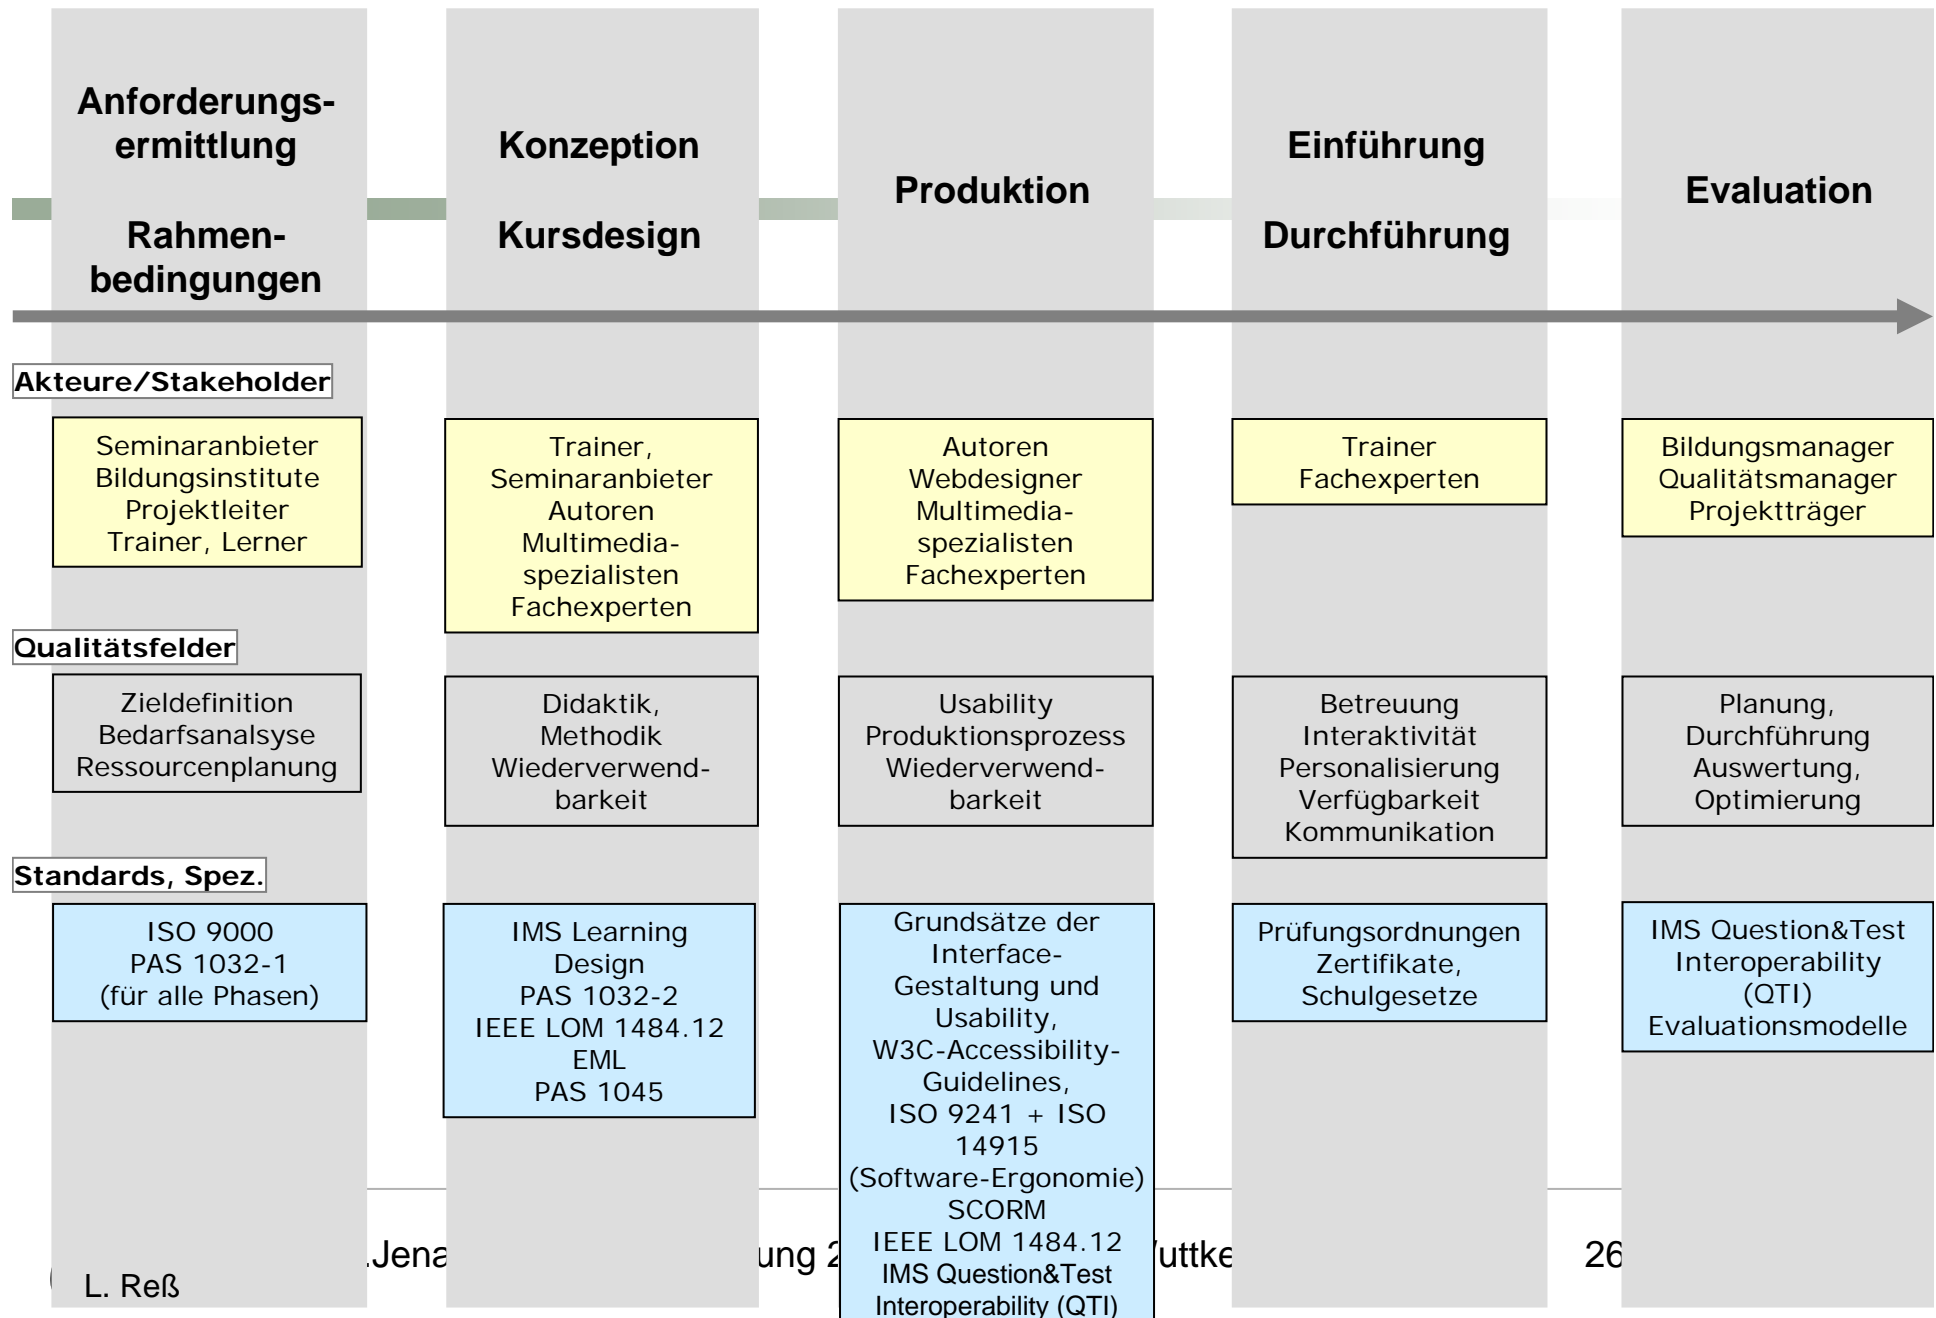 Anforderungs-
ermittlung
Rahmen-
bedingungen
Konzeption
Kursdesign
Produktion
Einführung
Durchführung
Evaluation
Akteure/Stakeholder
Seminaranbieter
Bildungsinstitute
Projektleiter
Trainer, Lerner
Trainer,
Seminaranbieter
Autoren
Multimedia-
spezialisten
Fachexperten
Autoren
Webdesigner
Multimedia-
spezialisten
Fachexperten
Trainer
Fachexperten
Bildungsmanager
Qualitätsmanager
Projektträger
Qualitätsfelder
Zieldefinition
Bedarfsanalsyse
Ressourcenplanung
Didaktik,
Methodik
Wiederverwend-
barkeit
Usability
Produktionsprozess
Wiederverwend-
barkeit
Betreuung
Interaktivität
Personalisierung
Verfügbarkeit
Kommunikation
Planung,
Durchführung
Auswertung,
Optimierung
Standards, Spez.
ISO 9000
PAS 1032-1
(für alle Phasen)
IMS Learning
Design
PAS 1032-2
IEEE LOM 1484.12
EML
PAS 1045
Grundsätze der
Interface-
Gestaltung und
Usability,
W3C-Accessibility-
Guidelines,
ISO 9241 + ISO
14915
(Software-Ergonomie)
SCORM
IEEE LOM 1484.12
IMS Question&Test
Interoperability (QTI)
Prüfungsordnungen
Zertifikate,
Schulgesetze
IMS Question&Test
Interoperability
(QTI)
Evaluationsmodelle
.Jena ung 2 uttke 26
L. Reß